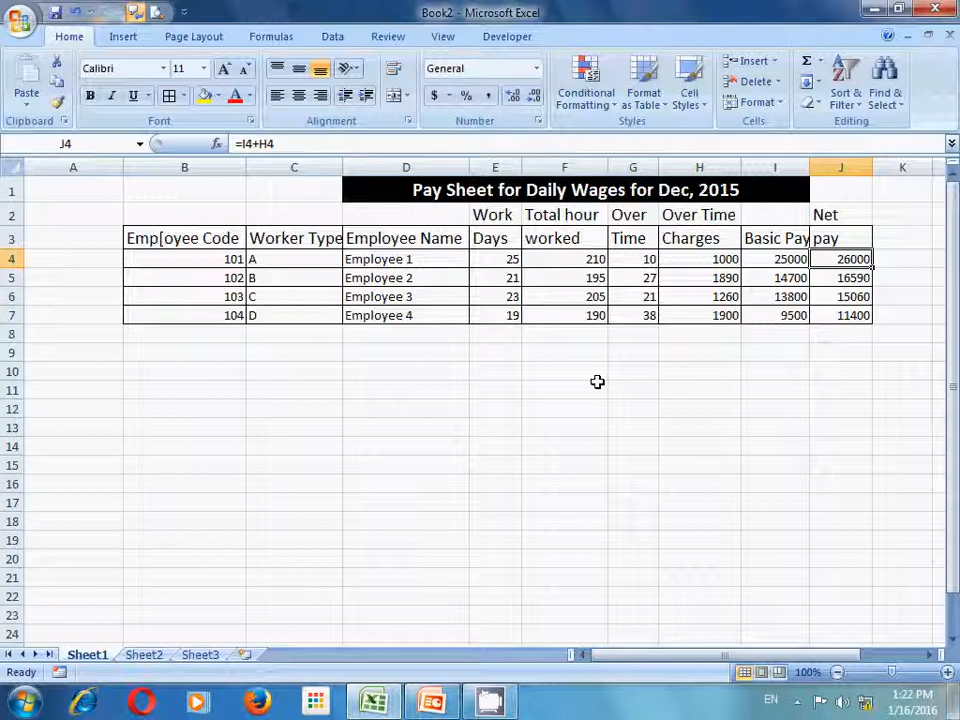 Book2 - Microsoft Excel
Home Insert Page Layout Formulas Data Review View Developer
Paste
Calibri 11
General
Conditional Formatting
Format as Table
Cell Styles
Insert
Delete
Format
Sort & Filter
Find & Select
Clipboard Font Alignment Number Styles Cells Editing
J4 =I4+H4
A B C D E F G H I J K
1 Pay Sheet for Daily Wages for Dec, 2015
2 Work Total hour Over Over Time Net
3 Emp[oyee Code Worker Type Employee Name Days worked Time Charges Basic Pay pay
4 101 A Employee 1 25 210 10 1000 25000 26000
5 102 B Employee 2 21 195 27 1890 14700 16590
6 103 C Employee 3 23 205 21 1260 13800 15060
7 104 D Employee 4 19 190 38 1900 9500 11400
8
9
10
11
12
13
14
15
16
17
18
19
20
21
22
23
24
Sheet1 Sheet2 Sheet3
Ready 100%
EN 1:22 PM
1/16/2016